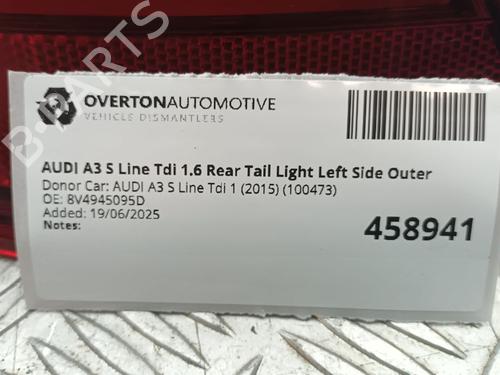 B-PARTS
OVERTONAUTOMOTIVE
VEHICLE DISMANTLERS
AUDI A3 S Line Tdi 1.6 Rear Tail Light Left Side Outer
Donor Car: AUDI A3 S Line Tdi 1 (2015) (100473)
OE: 8V4945095D
Added: 19/06/2025
Notes:
458941